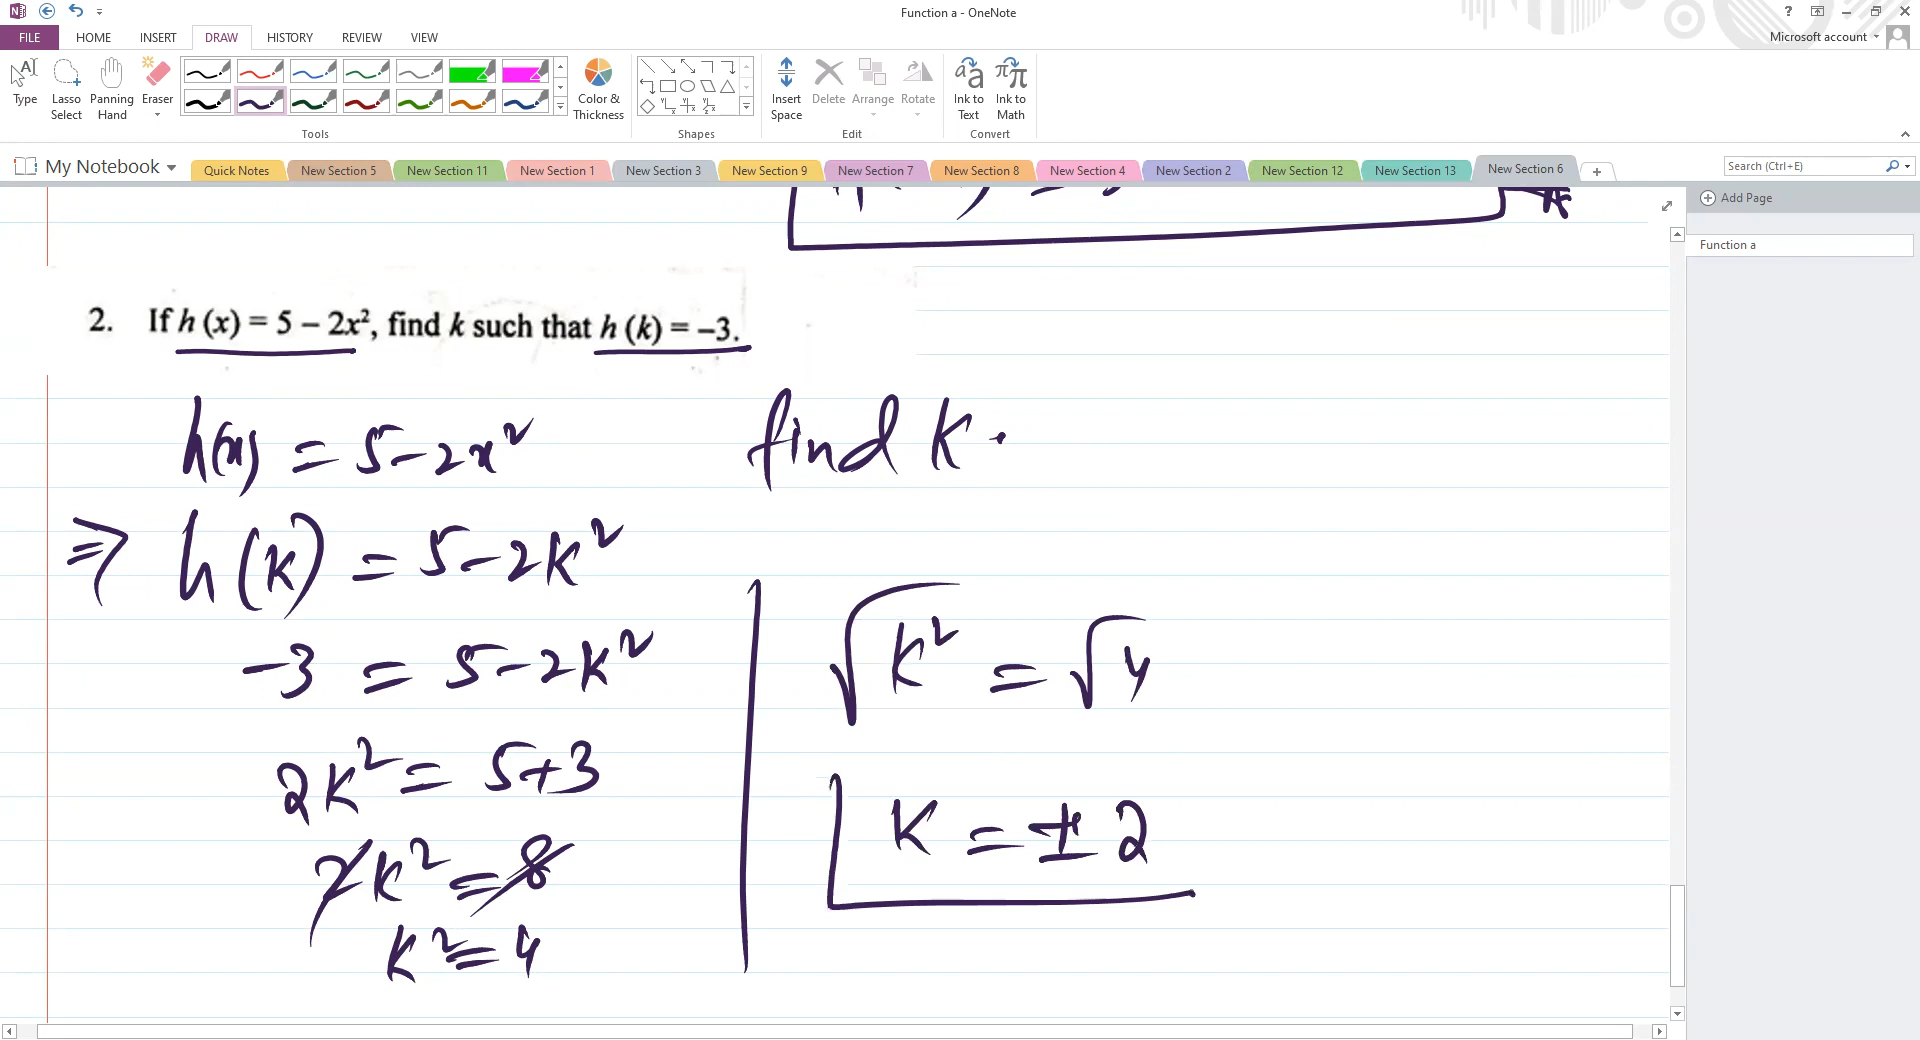 Function a - OneNote
?
FILE HOME INSERT DRAW HISTORY REVIEW VIEW
Microsoft account
Type Lasso Select Panning Hand Eraser Color & Thickness Insert Space Delete Arrange Rotate Ink to Text Ink to Math
Tools Shapes Edit Convert
My Notebook Quick Notes New Section 5 New Section 11 New Section 1 New Section 3 New Section 9 New Section 7 New Section 8 New Section 4 New Section 2 New Section 12 New Section 13 New Section 6 Search (Ctrl+E)
Add Page
Function a
2. If h (x) = 5 – 2x², find k such that h (k) = –3.
h(x) = 5-2x²
find K.
⇒ h(k) = 5-2k²
-3 = 5-2k²
2k² = 5+3
2k² = 8
k² = 4
√k² = √4
K = ± 2